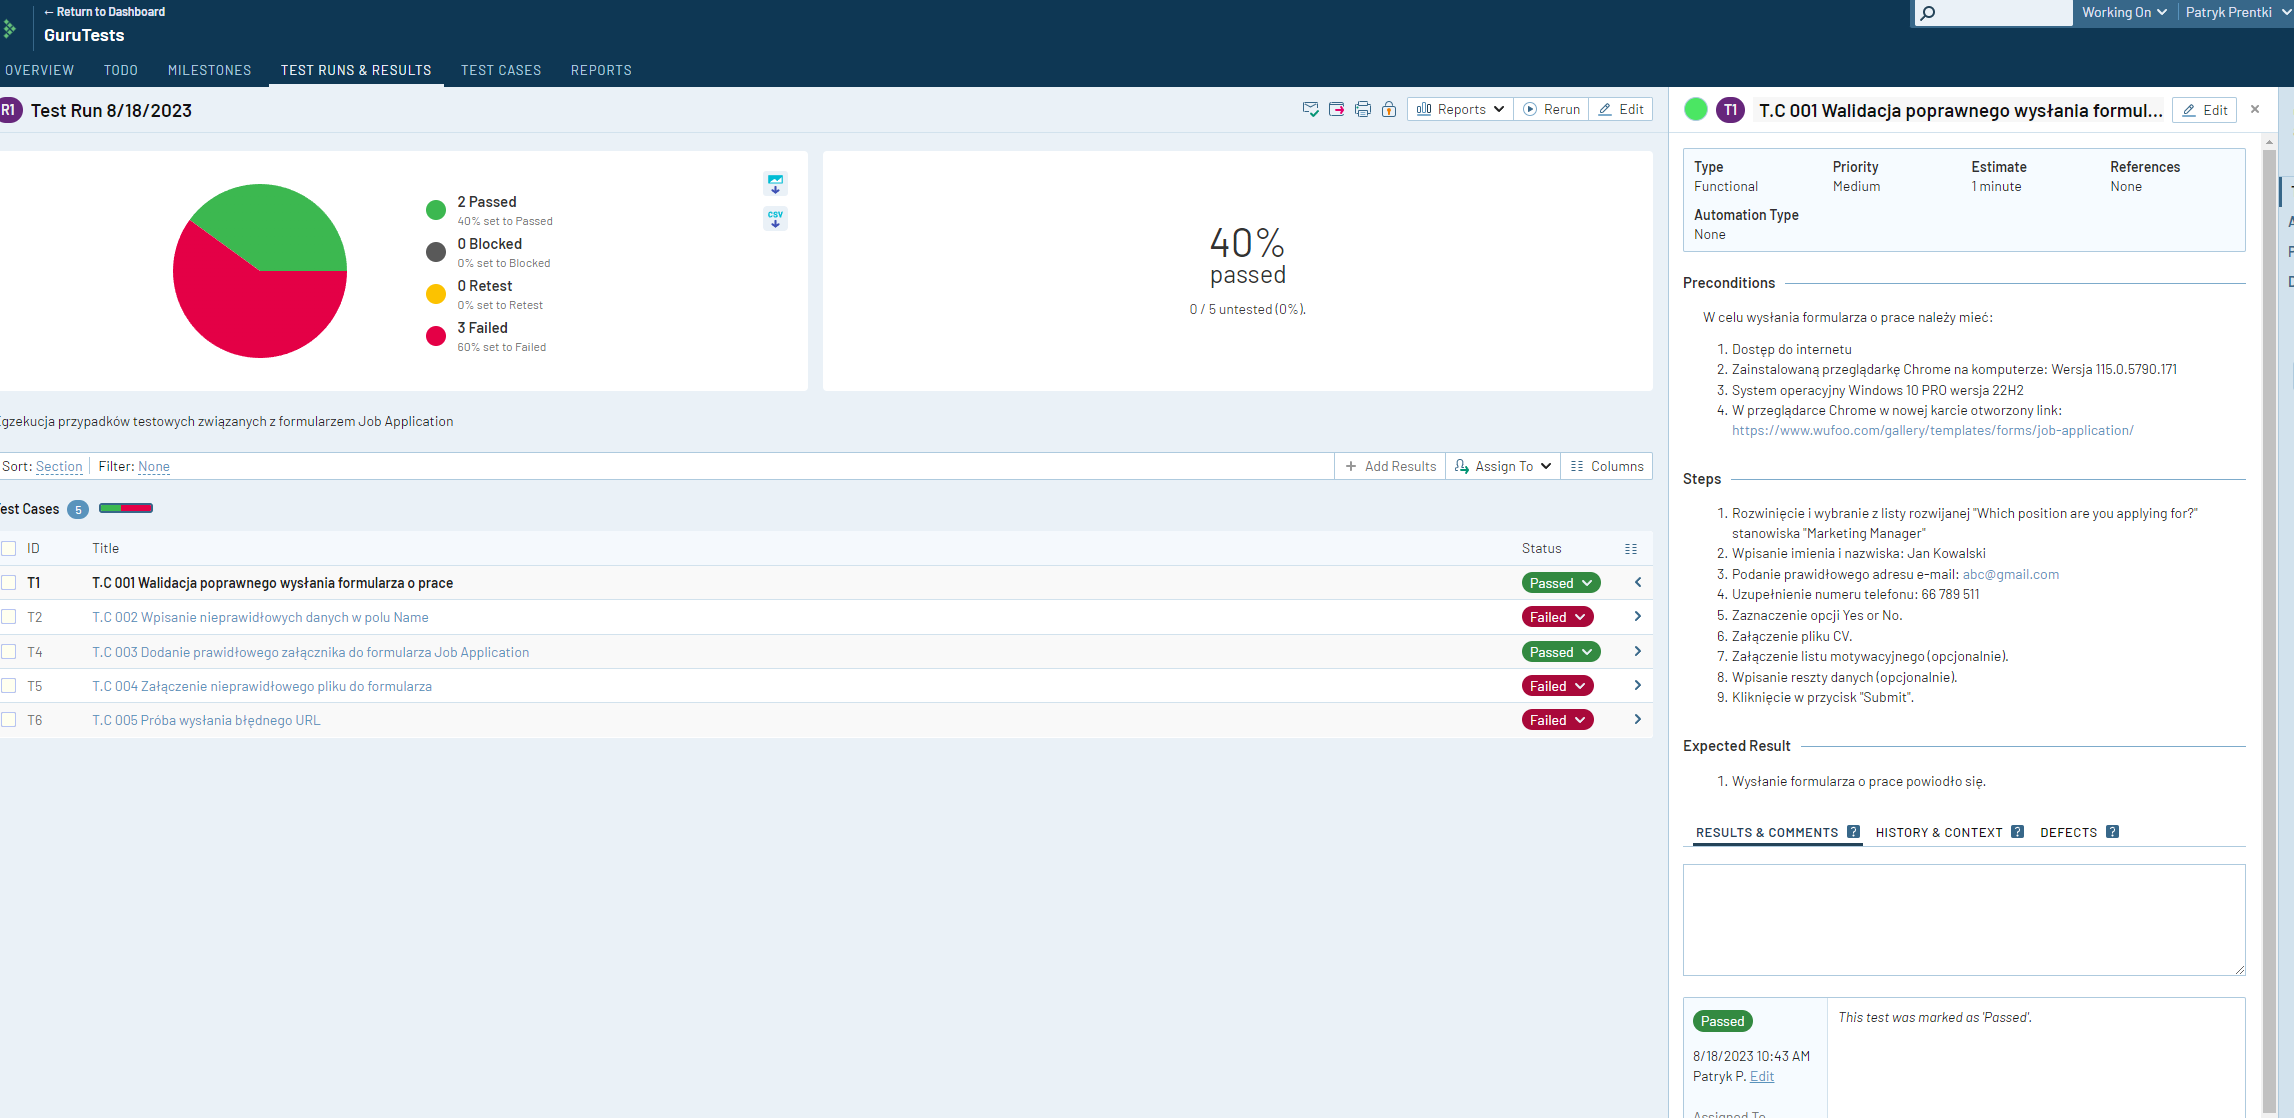 ← Return to Dashboard
GuruTests
Working On
Patryk Prentki
OVERVIEW TODO MILESTONES TEST RUNS & RESULTS TEST CASES REPORTS
R1 Test Run 8/18/2023
Reports Rerun Edit
2 Passed
40% set to Passed
0 Blocked
0% set to Blocked
0 Retest
0% set to Retest
3 Failed
60% set to Failed
CSV
40%
passed
0 / 5 untested (0%).
przypadków testowych związanych z formularzem Job Application
Sort: Section Filter: None
+ Add Results Assign To Columns
Cases 5
ID Title Status
T1 T.C 001 Walidacja poprawnego wysłania formularza o prace Passed
T2 T.C 002 Wpisanie nieprawidłowych danych w polu Name Failed
T4 T.C 003 Dodanie prawidłowego załącznika do formularza Job Application Passed
T5 T.C 004 Załączenie nieprawidłowego pliku do formularza Failed
T6 T.C 005 Próba wysłania błędnego URL Failed
T1 T.C 001 Walidacja poprawnego wysłania formul... Edit ×
Type Priority Estimate References
Functional Medium 1 minute None
Automation Type
None
Preconditions
W celu wysłania formularza o prace należy mieć:
1. Dostęp do internetu
2. Zainstalowaną przeglądarkę Chrome na komputerze: Wersja 115.0.5790.171
3. System operacyjny Windows 10 PRO wersja 22H2
4. W przeglądarce Chrome w nowej karcie otworzony link:
https://www.wufoo.com/gallery/templates/forms/job-application/
Steps
1. Rozwinięcie i wybranie z listy rozwijanej "Which position are you applying for?"
stanowiska "Marketing Manager"
2. Wpisanie imienia i nazwiska: Jan Kowalski
3. Podanie prawidłowego adresu e-mail: abc@gmail.com
4. Uzupełnienie numeru telefonu: 66 789 511
5. Zaznaczenie opcji Yes or No.
6. Załączenie pliku CV.
7. Załączenie listu motywacyjnego (opcjonalnie).
8. Wpisanie reszty danych (opcjonalnie).
9. Kliknięcie w przycisk "Submit".
Expected Result
1. Wysłanie formularza o prace powiodło się.
RESULTS & COMMENTS ? HISTORY & CONTEXT ? DEFECTS ?
Passed
This test was marked as 'Passed'.
8/18/2023 10:43 AM
Patryk P. Edit
Assigned To